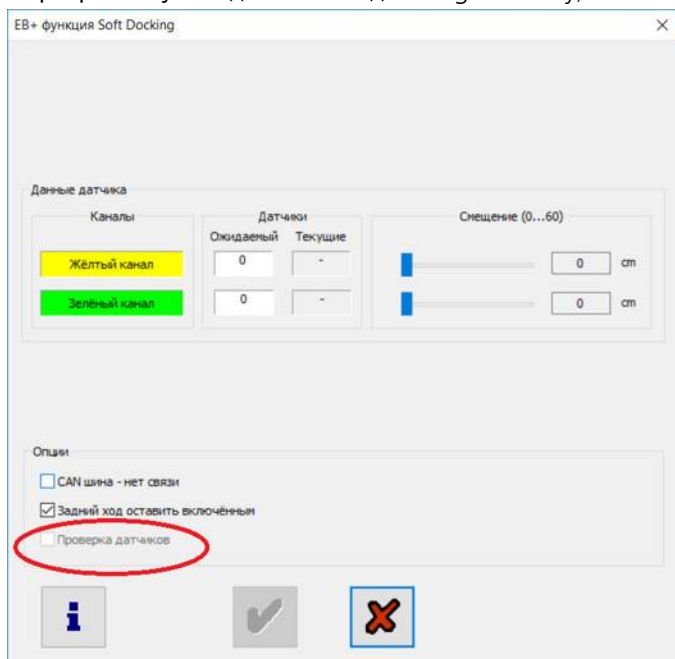 EB+ функция Soft Docking
Данные датчика
Каналы
Датчики
Смещение (0...60)
Ожидаемый Текущие
Жёлтый канал 0 - 0 cm
Зелёный канал 0 - 0 cm
Опции
CAN шина - нет связи
Задний ход оставить включённым
Проверка датчиков
i